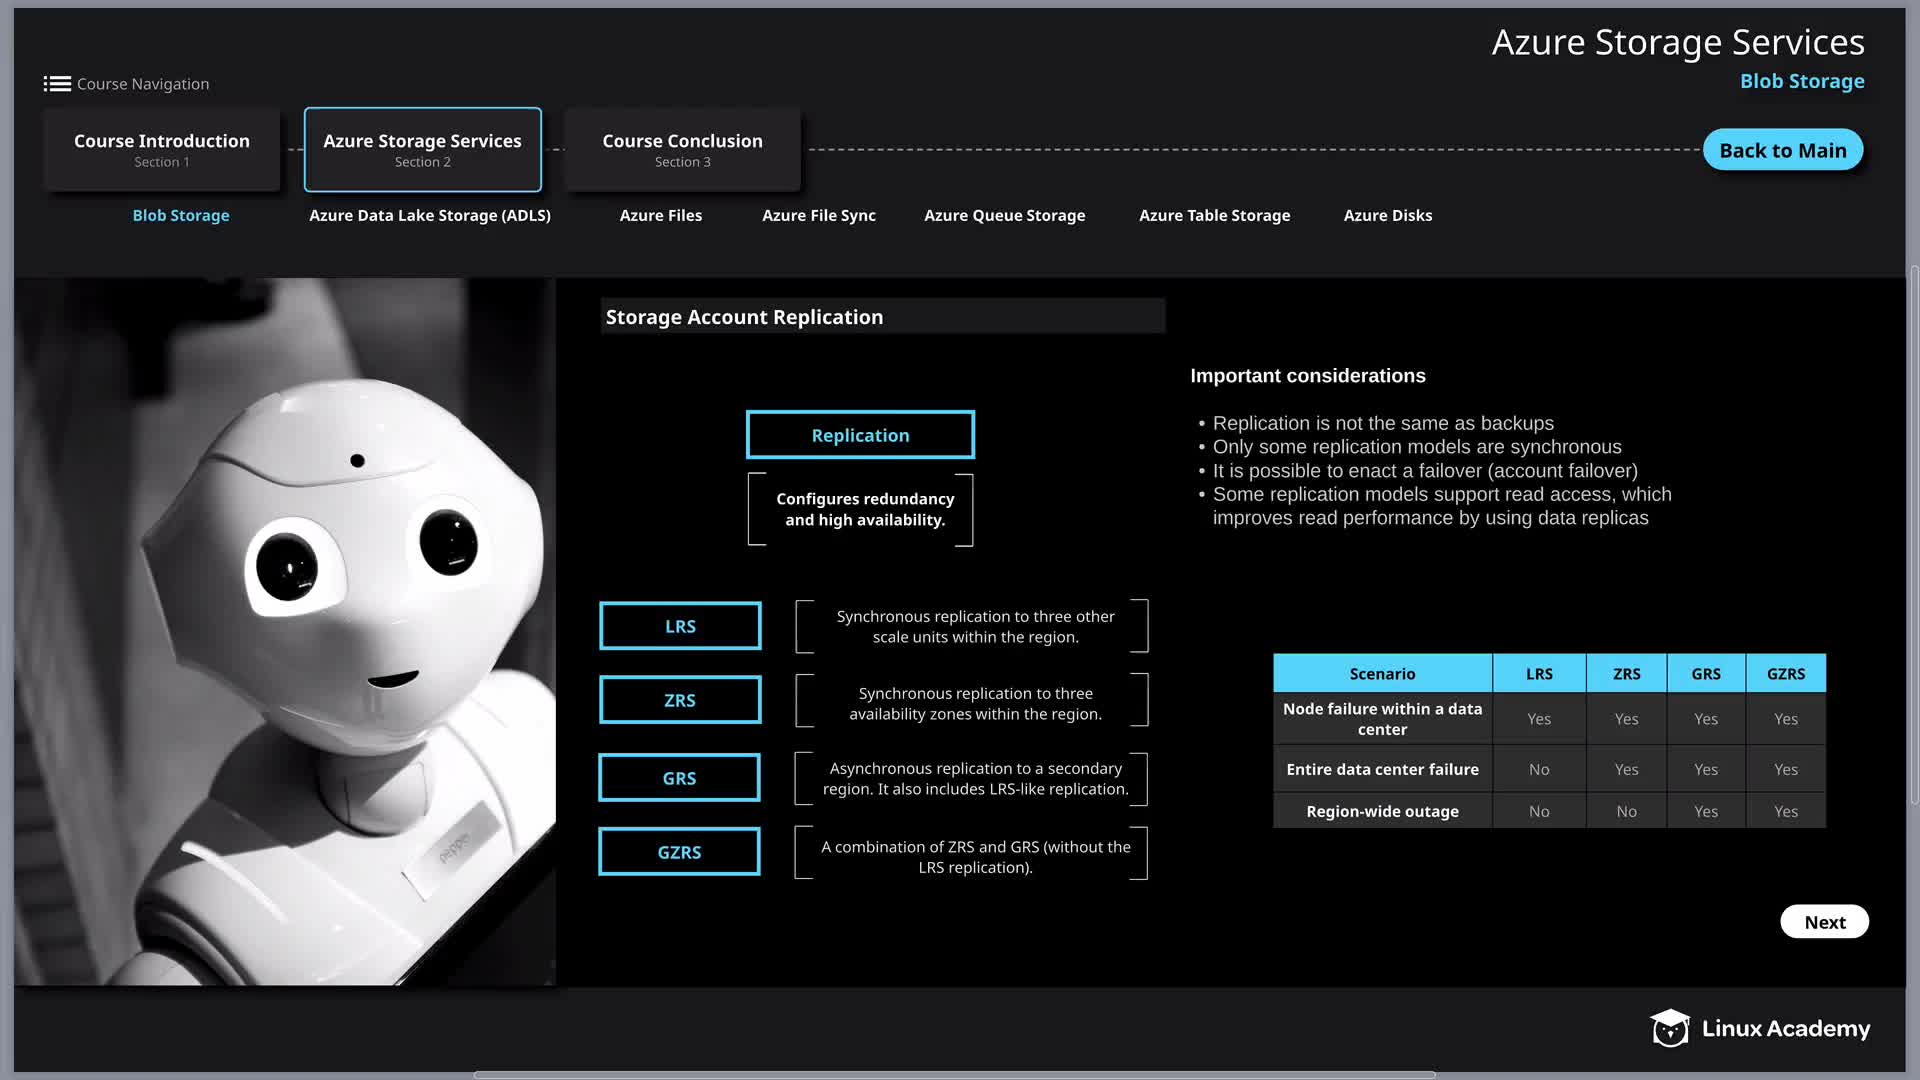 Azure Storage Services
Blob Storage
Course Navigation
Course Introduction
Section 1
Azure Storage Services
Section 2
Course Conclusion
Section 3
Back to Main
Blob Storage
Azure Data Lake Storage (ADLS)
Azure Files
Azure File Sync
Azure Queue Storage
Azure Table Storage
Azure Disks
Storage Account Replication
Replication
Configures redundancy
and high availability.
LRS
Synchronous replication to three other
scale units within the region.
ZRS
Synchronous replication to three
availability zones within the region.
GRS
Asynchronous replication to a secondary
region. It also includes LRS-like replication.
GZRS
A combination of ZRS and GRS (without the
LRS replication).
Important considerations
• Replication is not the same as backups
• Only some replication models are synchronous
• It is possible to enact a failover (account failover)
• Some replication models support read access, which
improves read performance by using data replicas
Scenario LRS ZRS GRS GZRS
Node failure within a data
center
Yes Yes Yes Yes
Entire data center failure No Yes Yes Yes
Region-wide outage No No Yes Yes
pepper
Next
Linux Academy